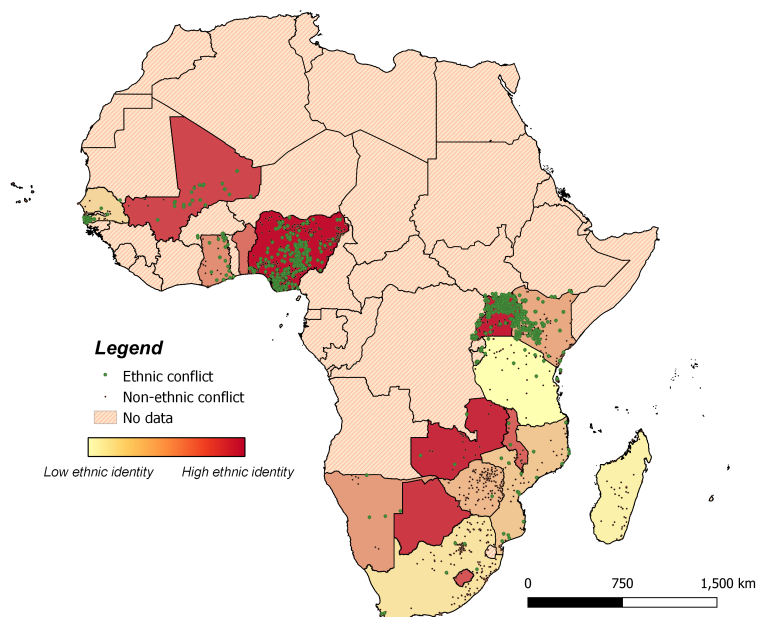 Legend
Ethnic conflict
Non-ethnic conflict
No data
Low ethnic identity High ethnic identity
0 750 1,500 km